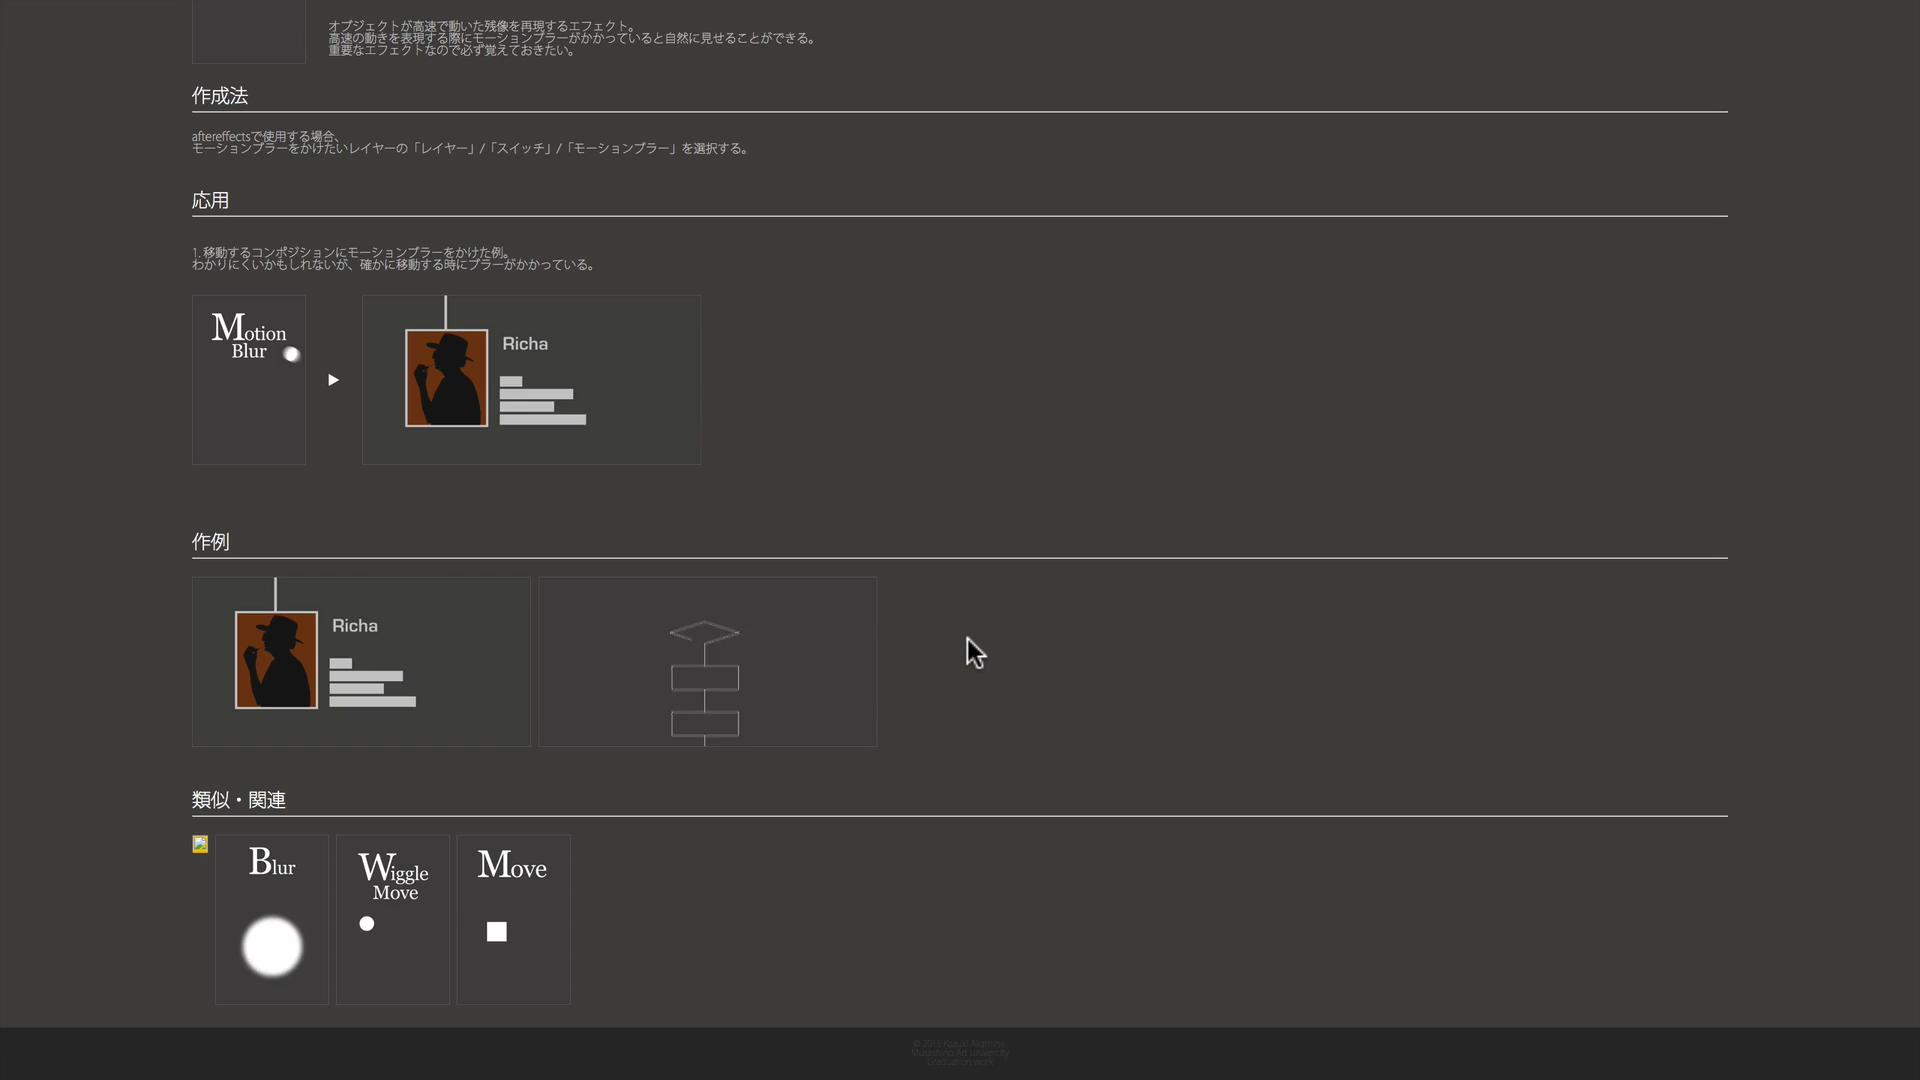 オブジェクトが高速で動いた残像を再現するエフェクト。
高速の動きを表現する際にモーションブラーがかかっていると自然に見せることができる。
重要なエフェクトなので必ず覚えておきたい。
作成法
aftereffectsで使用する場合、
モーションブラーをかけたいレイヤーの「レイヤー」/「スイッチ」/「モーションブラー」を選択する。
応用
1. 移動するコンポジションにモーションブラーをかけた例。
わかりにくいかもしれないが、確かに移動する時にブラーがかかっている。
Motion
Blur
Richa
作例
Richa
類似・関連
Blur
Wiggle
Move
Move
Graduation work